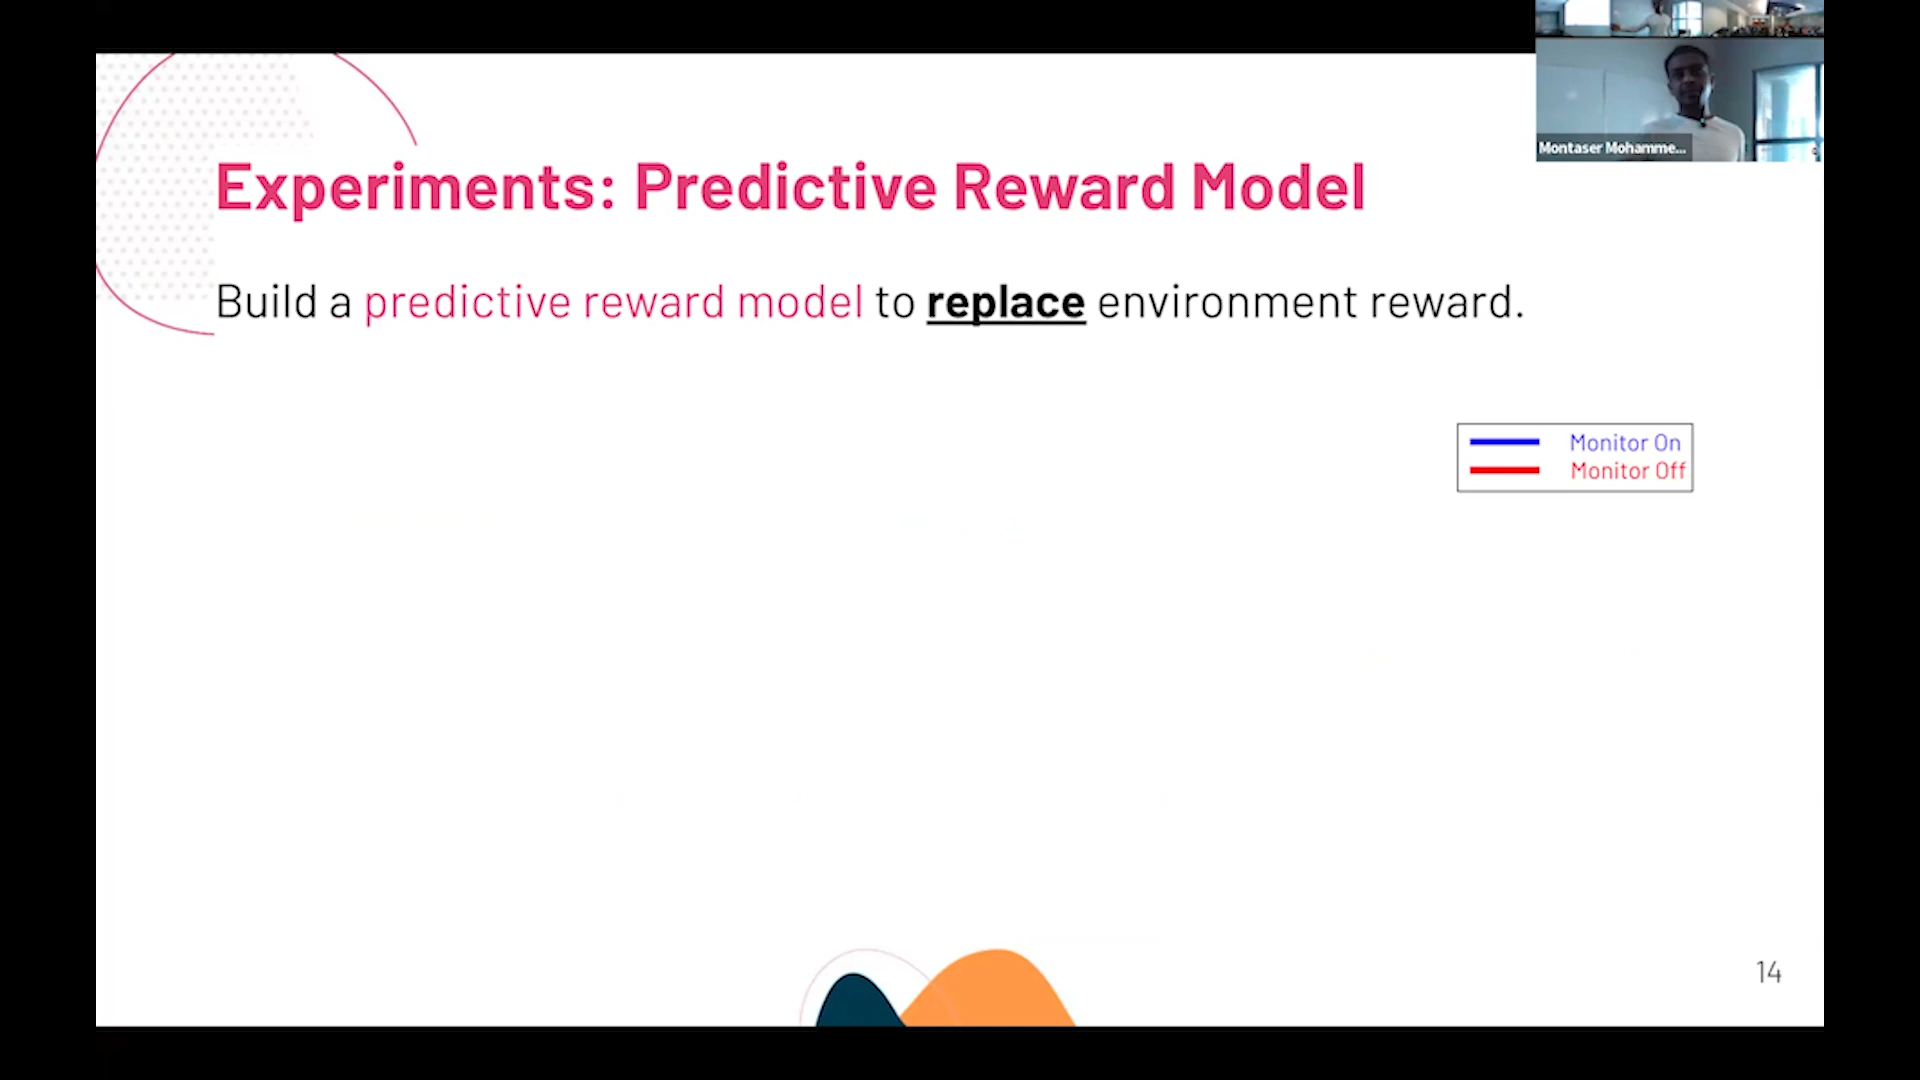 Montaser Mohamme...
Experiments: Predictive Reward Model
Build a predictive reward model to replace environment reward.
Monitor On
Monitor Off
14